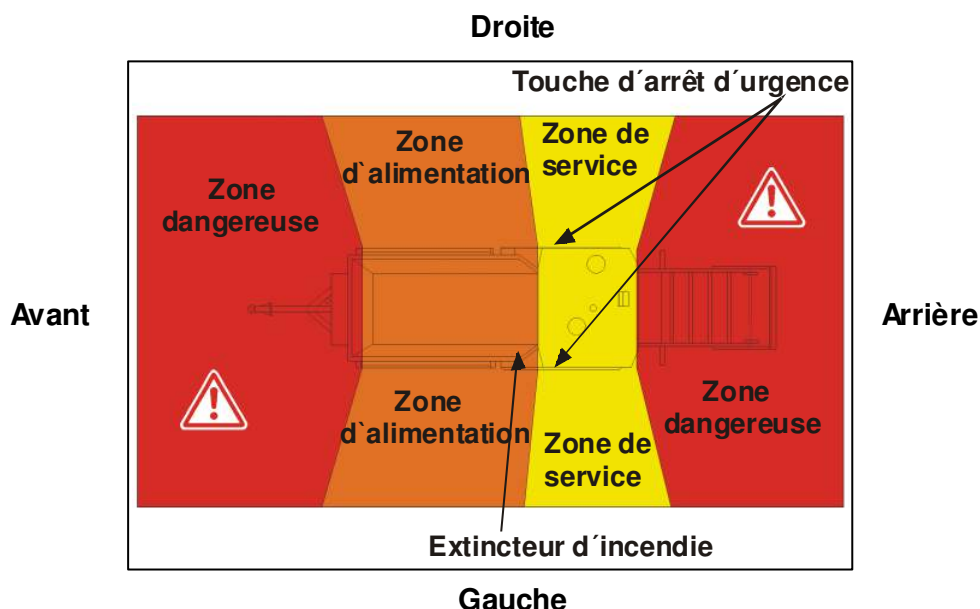 Droite
Touche d´arrêt d´urgence
Zone
d`alimentation
Zone de
service
Zone
dangereuse
Avant
Arrière
Zone
d`alimentation
Zone
dangereuse
Zone de
service
Extincteur d´incendie
Gauche